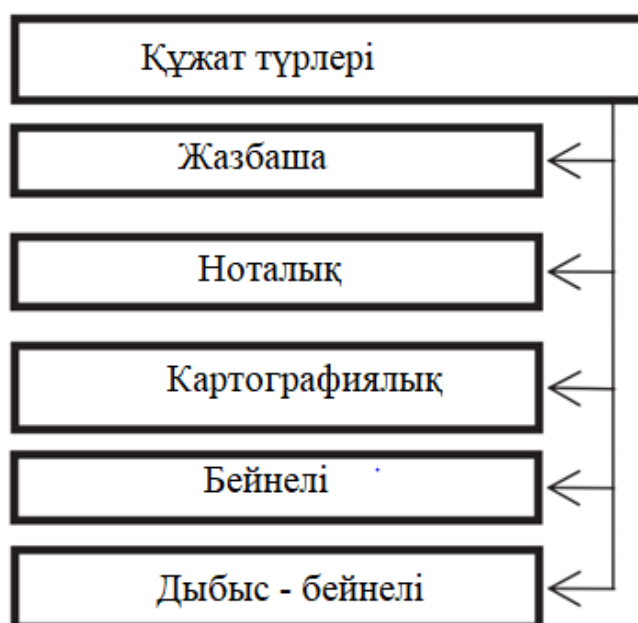 Құжат түрлері
Жазбаша
Ноталық
Картографиялық
Бейнелі
Дыбыс - бейнелі